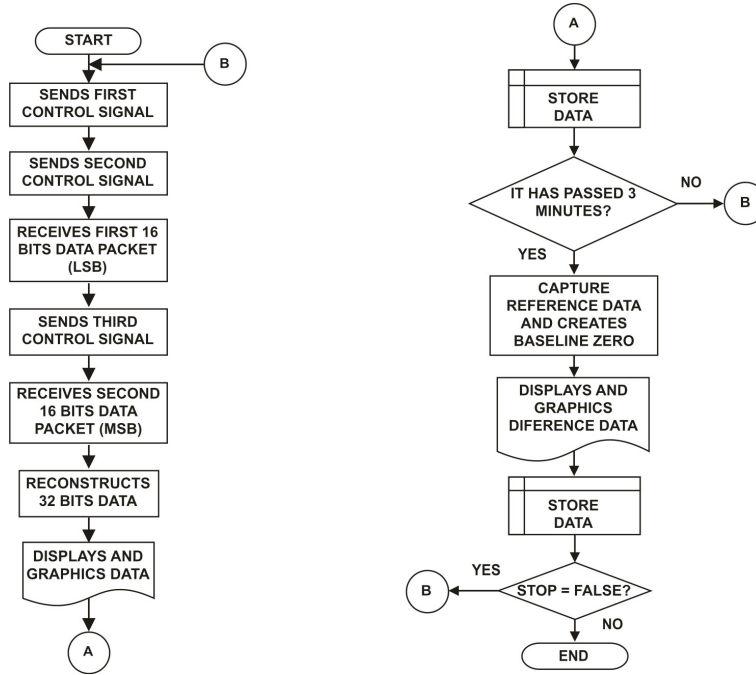 START
B
SENDS FIRST
CONTROL SIGNAL
SENDS SECOND
CONTROL SIGNAL
RECEIVES FIRST 16
BITS DATA PACKET
(LSB)
SENDS THIRD
CONTROL SIGNAL
RECEIVES SECOND
16 BITS DATA
PACKET (MSB)
RECONSTRUCTS
32 BITS DATA
DISPLAYS AND
GRAPHICS DATA
A
A
STORE
DATA
IT HAS PASSED 3
MINUTES?
NO
B
YES
CAPTURE
REFERENCE DATA
AND CREATES
BASELINE ZERO
DISPLAYS AND
GRAPHICS
DIFERENCE DATA
STORE
DATA
STOP = FALSE?
YES
B
NO
END